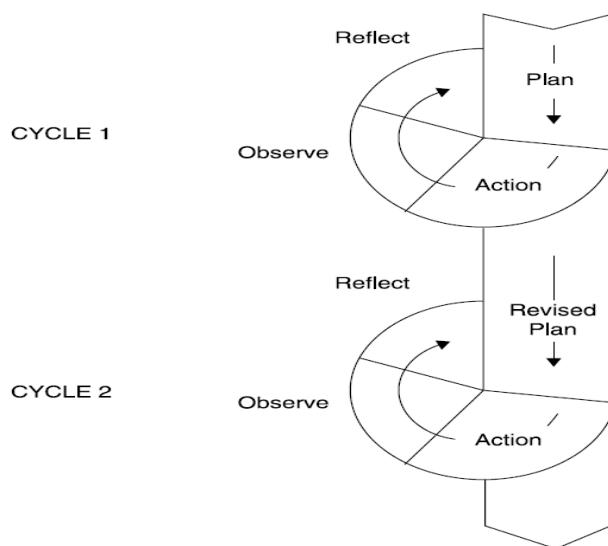 Reflect
Plan
CYCLE 1
Observe
Action
Reflect
Revised
Plan
CYCLE 2
Observe
Action